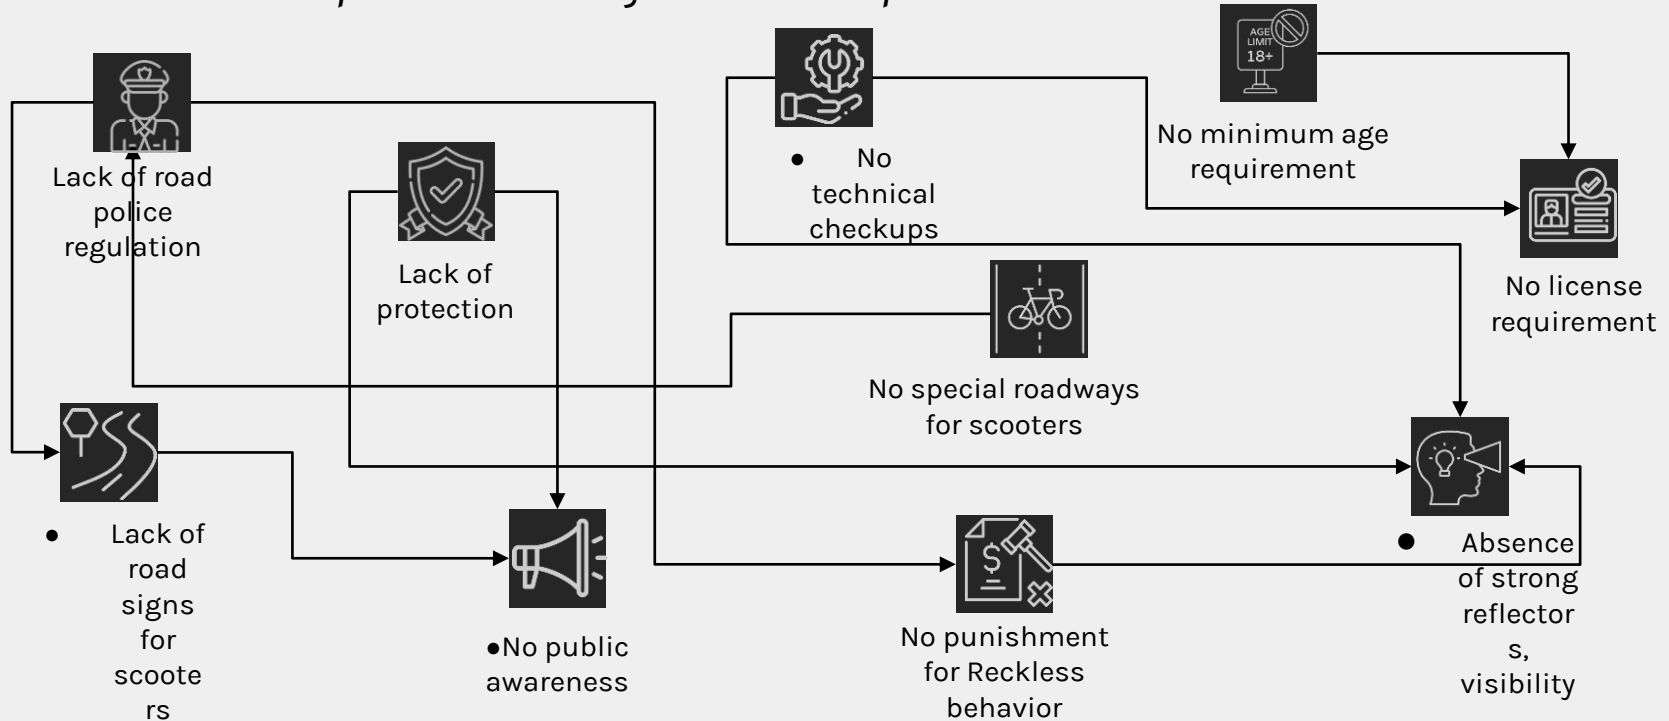 AGE
LIMIT
18+
Lack of road
police
regulation
Lack of
protection
● No
technical
checkups
No minimum age
requirement
No license
requirement
No special roadways
for scooters
● Lack of
road
signs
for
scoote
rs
●No public
awareness
$
No punishment
for Reckless
behavior
● Absence
of strong
reflector
s,
visibility